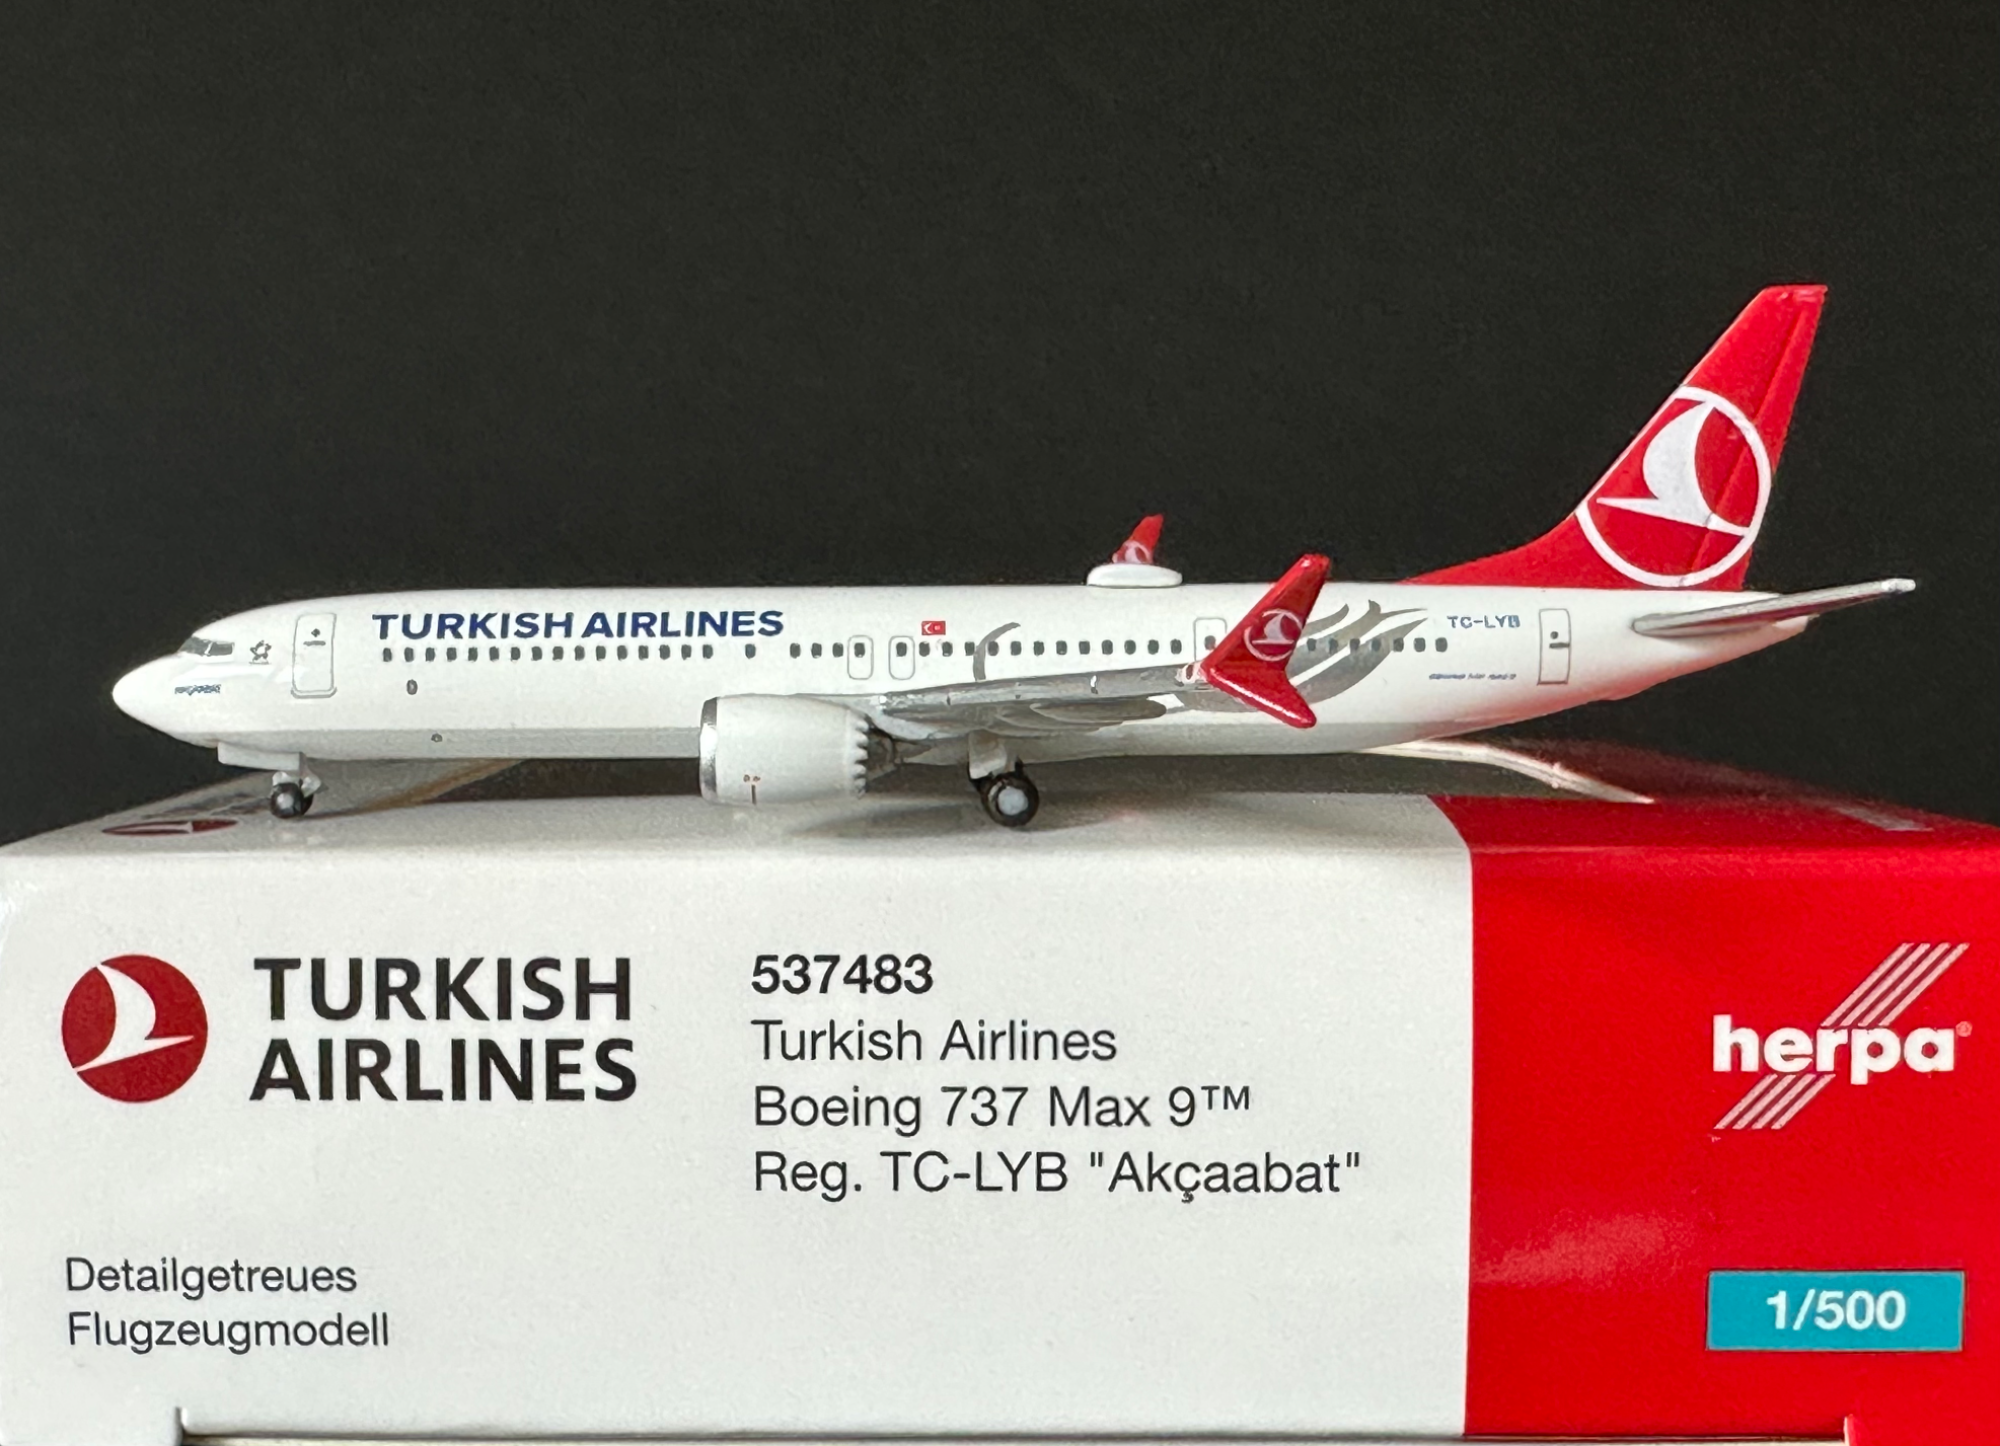 TURKISH AIRLINES
TC-LYB
TURKISH
AIRLINES
537483
Turkish Airlines
Boeing 737 Max 9™
Reg. TC-LYB "Akçaabat"
herpa®
Detailgetreues
Flugzeugmodell
1/500